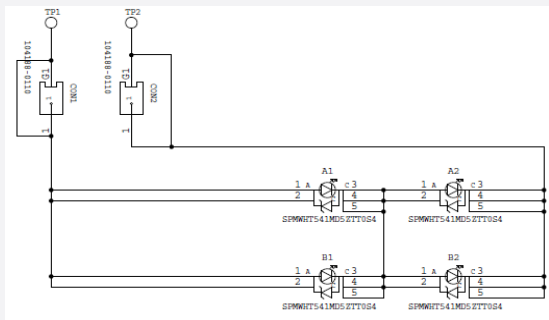 TP1 TP2
104188-0110 G1 1 CON1 1
104188-0110 G1 1 CON2 1
A1 A2
1 A C 3 1 A C 3
2 4 2 4
5 5
SPMWHT541MD5ZTT0S4 SPMWHT541MD5ZTT0S4
B1 B2
1 A C 3 1 A C 3
2 4 2 4
5 5
SPMWHT541MD5ZTT0S4 SPMWHT541MD5ZTT0S4